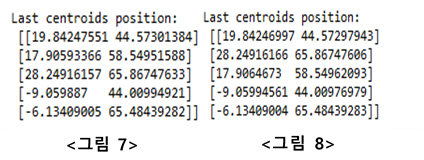 Last centroids position:
[[19.84247551 44.57301384]
[17.90593366 58.54951588]
[28.24916157 65.86747633]
[-9.059887 44.00994921]
[-6.13409005 65.48439282]]
<그림 7>
Last centroids position:
[[19.84246997 44.57297943]
[28.24916166 65.86747606]
[17.9064673 58.54962093]
[-9.05994561 44.00976979]
[-6.13409004 65.48439283]]
<그림 8>